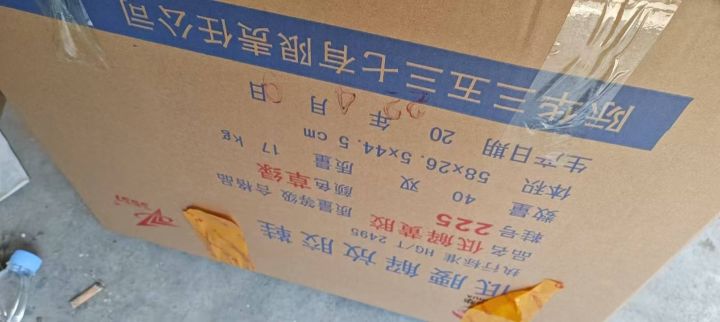 3537
低腰解放胶鞋
执行标准 HG/T 2495
品名 低解黄胶
鞋号 225 质量等级 合格品
数量 40 双 颜色 草绿
体积 58x26.5x44.5 cm 质量 17 kg
生产日期 20 年 月 日
际华三五三七有限责任公司